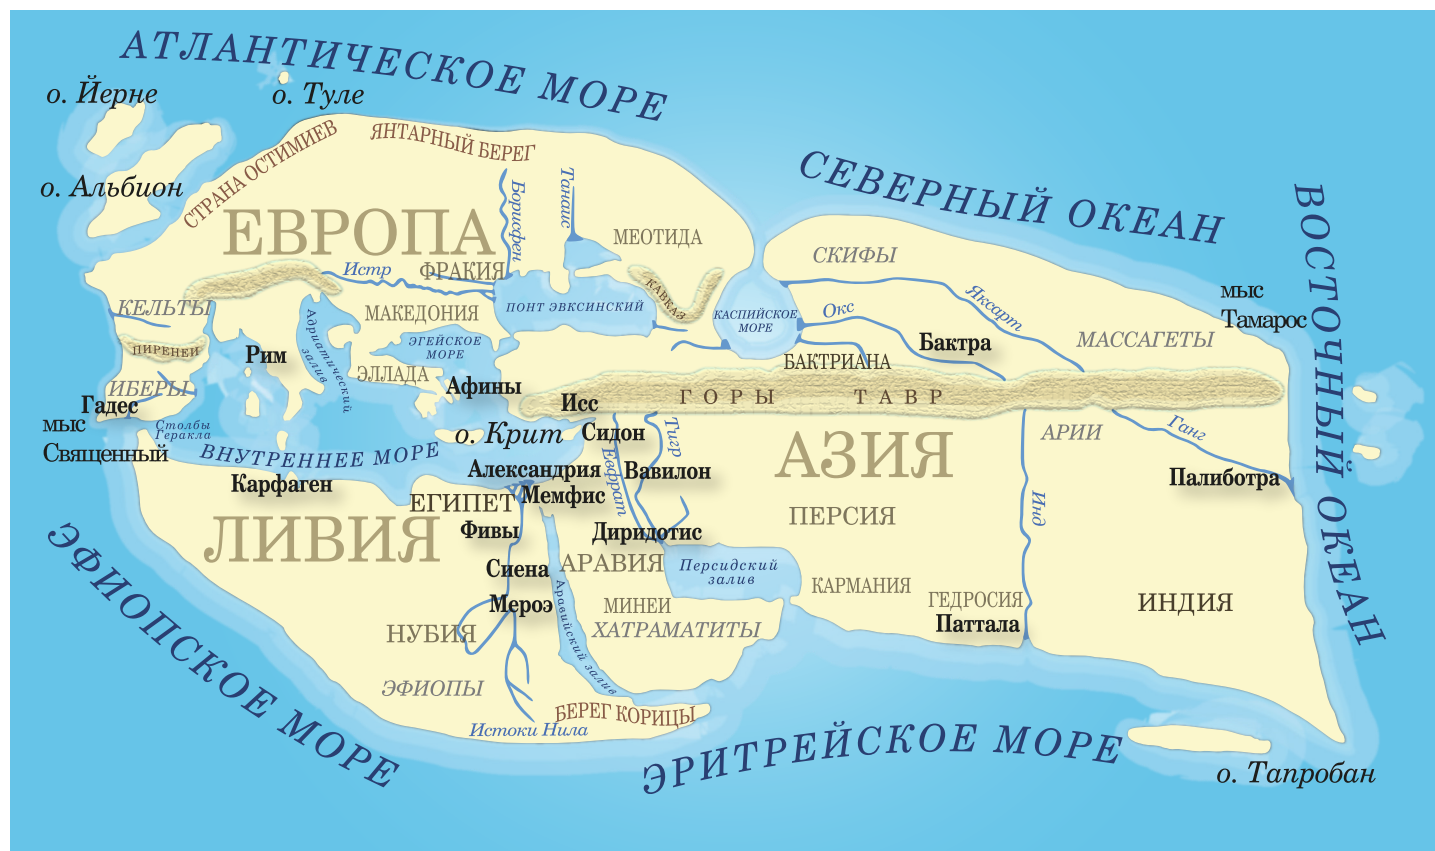 АТЛАНТИЧЕСКОЕ МОРЕ
о. Йерне
о. Туле
СТРАНА ОСТИМИЕВ
ЯНТАРНЫЙ БЕРЕГ
о. Альбион
СЕВЕРНЫЙ ОКЕАН
ВОСТОЧНЫЙ ОКЕАН
ЕВРОПА
Борисфен
Танаис
МЕОТИДА
СКИФЫ
Истр
ФРАКИЯ
КАВКАЗ
мыс
Тамарос
КЕЛЬТЫ
МАКЕДОНИЯ
ПОНТ ЭВКСИНСКИЙ
КАСПИЙСКОЕ
МОРЕ
Окс
Яксарт
МАССАГЕТЫ
ПИРЕНЕИ
Рим
Адриатический
залив
ЭГЕЙСКОЕ
МОРЕ
Бактра
БАКТРИАНА
ИБЕРЫ
ЭЛЛАДА
Афины
Гадес
Исс
ГОРЫ ТАВР
мыс
Священный
Столбы
Геракла
ВНУТРЕННЕЕ МОРЕ
о. Крит
Сидон
Тигр
АЗИЯ
АРИИ
Ганг
Карфаген
Александрия
Евфрат
Вавилон
Палиботра
ЕГИПЕТ
Мемфис
ЛИВИЯ
Фивы
Диридотис
ПЕРСИЯ
Инд
ЭФИОПСКОЕ МОРЕ
Сиена
АРАВИЯ
Персидский
залив
КАРМАНИЯ
ГЕДРОСИЯ
ИНДИЯ
Мероэ
Аравийский залив
МИНЕИ
ХАТРАМАТИТЫ
Паттала
НУБИЯ
ЭФИОПЫ
БЕРЕГ КОРИЦЫ
Истоки Нила
ЭРИТРЕЙСКОЕ МОРЕ
о. Тапробан